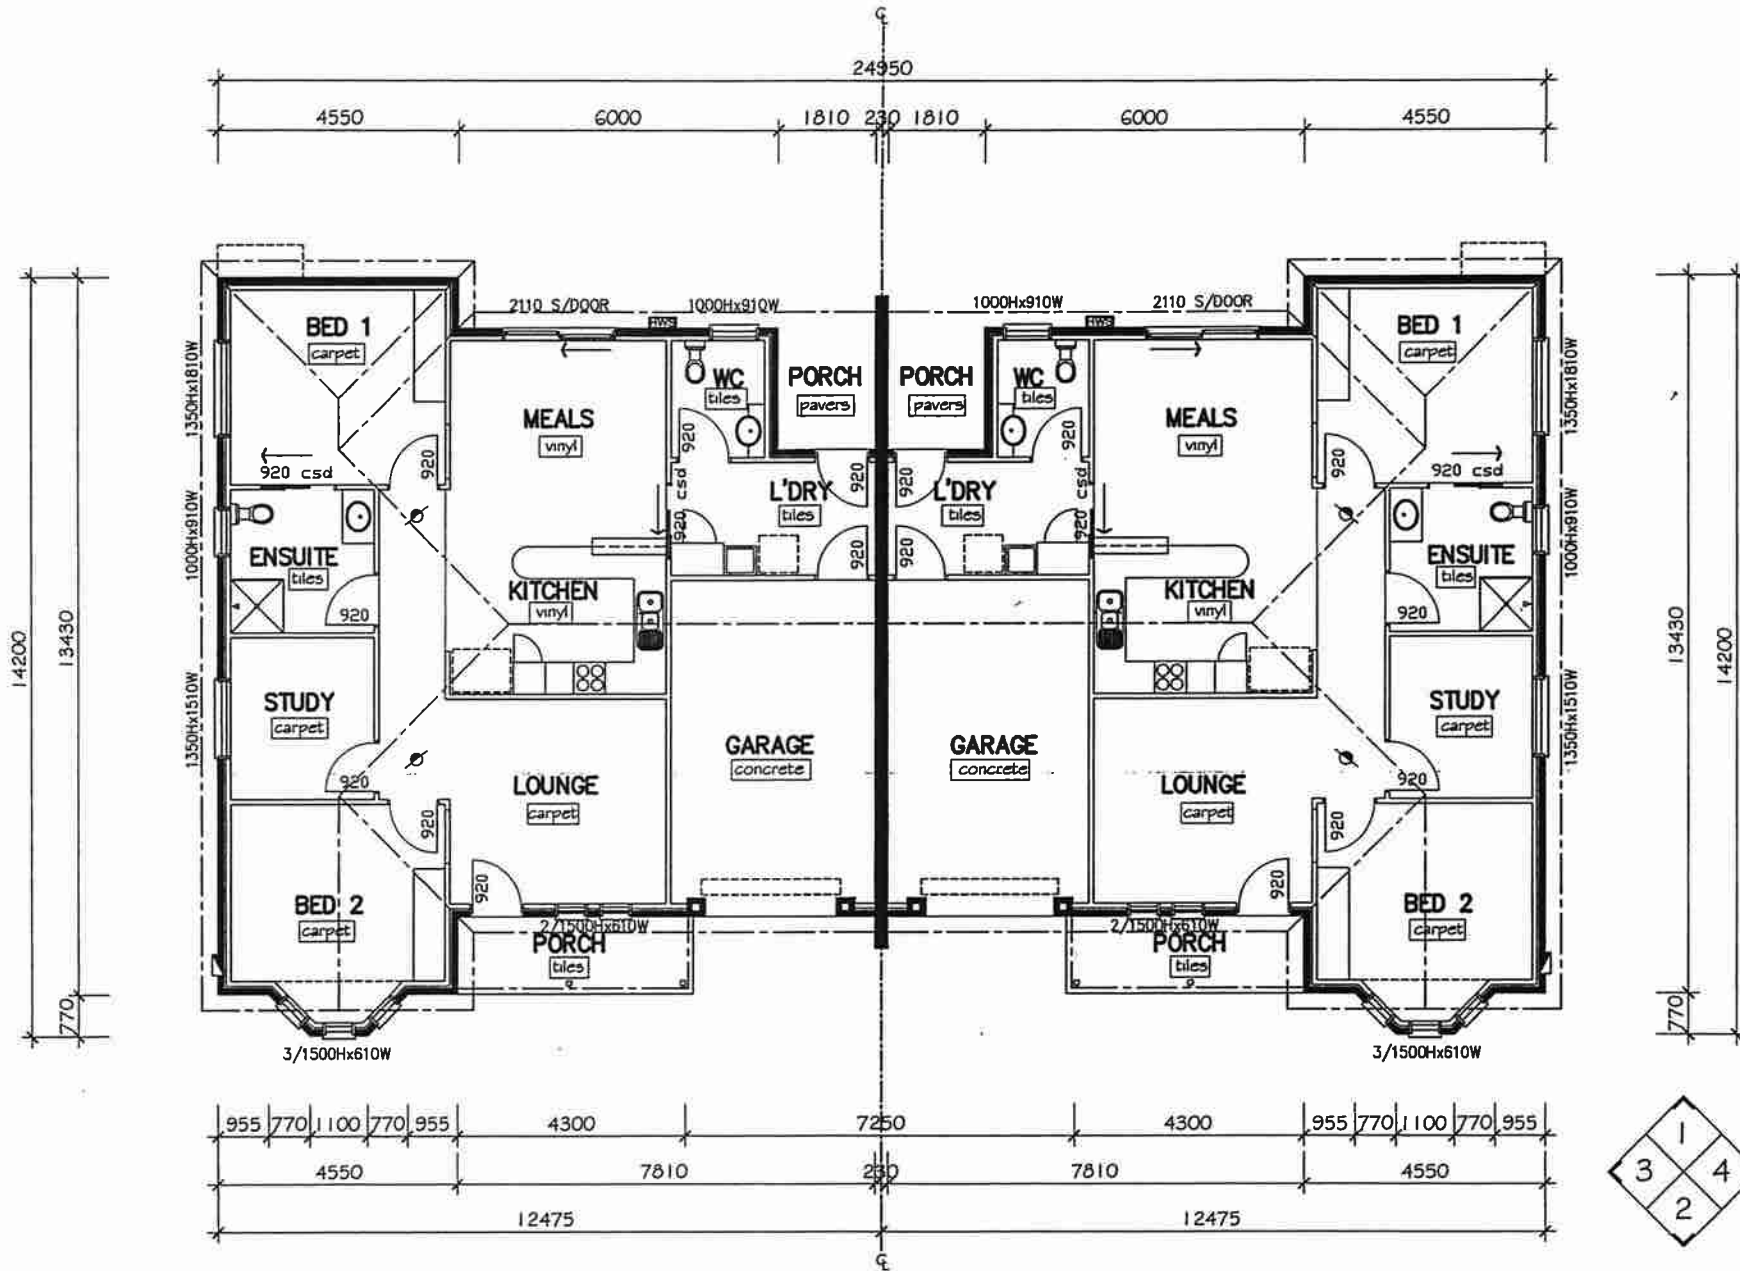 ℄
24950
4550 6000 1810 230 1810 6000 4550
2110 S/DOOR HWS 1000Hx910W 1000Hx910W HWS 2110 S/DOOR
BED 1 BED 1
carpet carpet
1350Hx1810W 1350Hx1810W
WC PORCH PORCH WC
tiles pavers pavers tiles
MEALS MEALS
vinyl vinyl
920 920 920 920
920 csd 920 csd
920 920
L'DRY L'DRY
tiles tiles
920 csd 920 csd
1000Hx910W 1000Hx910W
ENSUITE ENSUITE
tiles tiles
920 920
920 920
KITCHEN KITCHEN
vinyl vinyl
14200 13430 13430 14200
STUDY STUDY
carpet carpet
1350Hx1510W 1350Hx1510W
GARAGE GARAGE
concrete concrete
920 920
LOUNGE LOUNGE
carpet carpet
920 920
920 920
BED 2 BED 2
carpet carpet
2/1500Hx610W 2/1500Hx610W
PORCH PORCH
tiles tiles
770 770
3/1500Hx610W 3/1500Hx610W
955 770 1100 770 955 4300 7250 4300 955 770 1100 770 955
4550 7810 230 7810 4550
12475 12475
℄
1
3 4
2